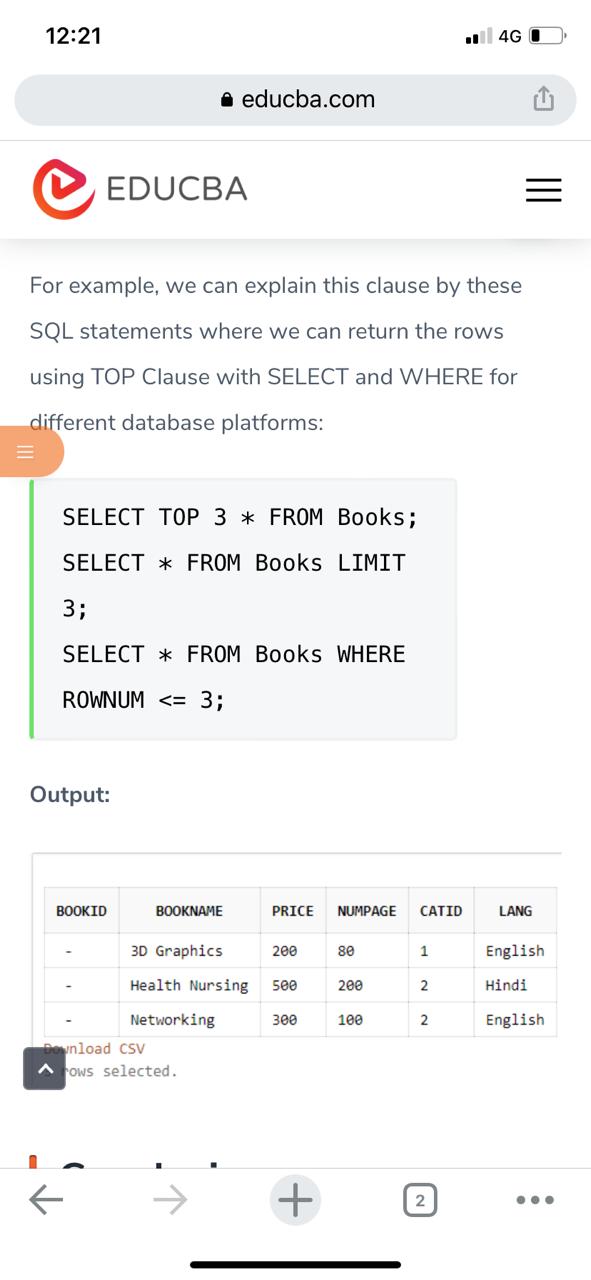 12:21
4G
educba.com
EDUCBA
For example, we can explain this clause by these
SQL statements where we can return the rows
using TOP Clause with SELECT and WHERE for
different database platforms:
SELECT TOP 3 * FROM Books;
SELECT * FROM Books LIMIT
3;
SELECT * FROM Books WHERE
ROWNUM <= 3;
Output:
BOOKID BOOKNAME PRICE NUMPAGE CATID LANG
- 3D Graphics 200 80 1 English
- Health Nursing 500 200 2 Hindi
- Networking 300 100 2 English
Download CSV
rows selected.
2